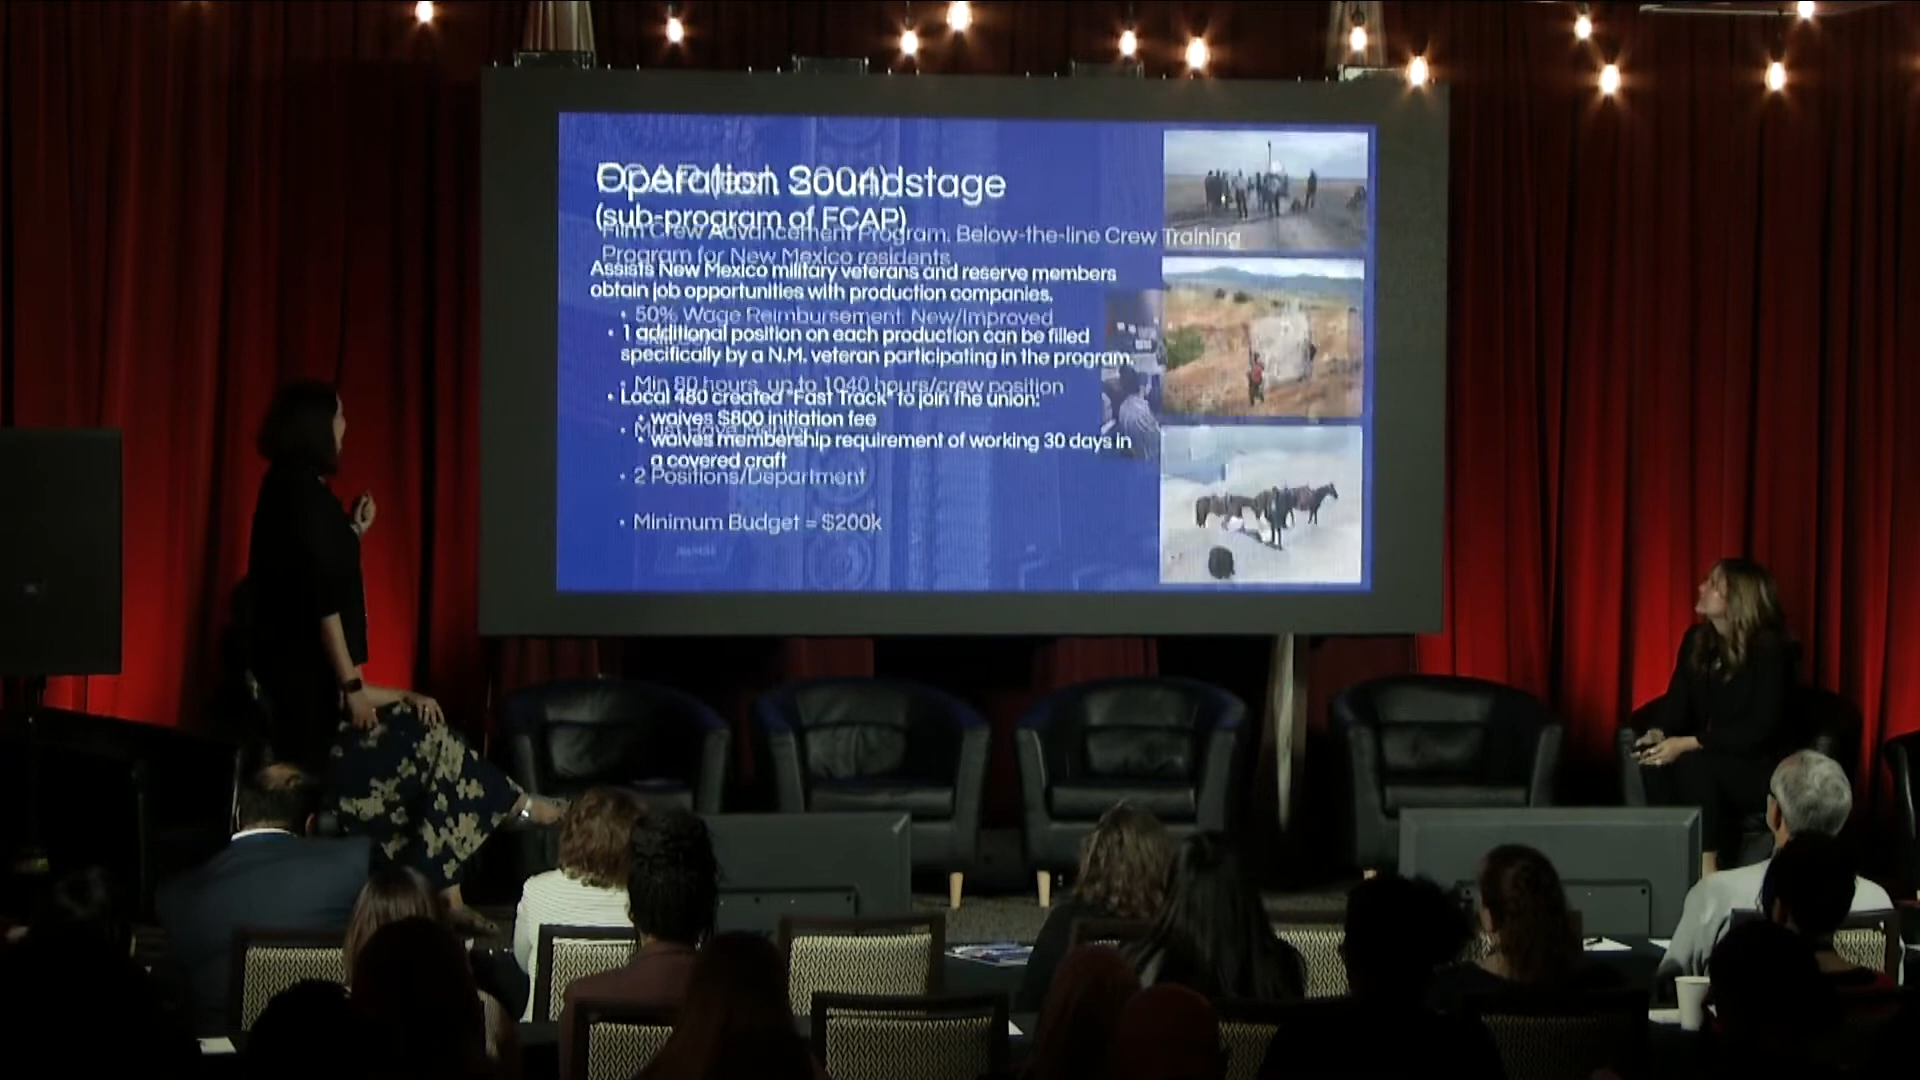 Operation Soundstage
(sub-program of FCAP)
Film Crew Advancement Program. Below-the-line Crew Training
Program for New Mexico residents
Assists New Mexico military veterans and reserve members
obtain job opportunities with production companies.
• 50% Wage Reimbursement: New/Improved
• 1 additional position on each production can be filled
specifically by a N.M. veteran participating in the program.
• Min 80 hours, up to 1040 hours/crew position
• Local 480 created "Fast Track" to join the union:
• waives $800 initiation fee
• waives membership requirement of working 30 days in
a covered craft
• 2 Positions/Department
• Minimum Budget = $200k